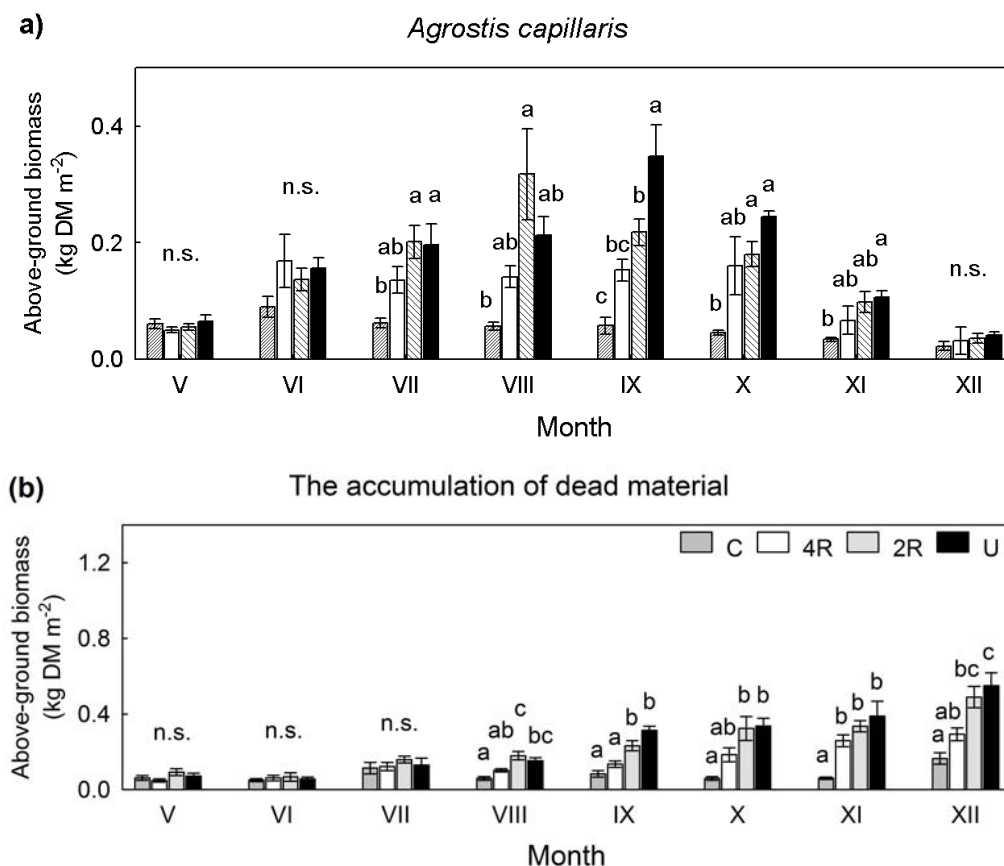 a)
Agrostis capillaris
Above-ground biomass
(kg DM m⁻²)
0.4
0.2
0.0
n.s.
n.s.
b ab a a
b ab a ab
c bc b a
b ab a a
b ab ab a
n.s.
V VI VII VIII IX X XI XII
Month
(b)
The accumulation of dead material
C 4R 2R U
Above-ground biomass
(kg DM m⁻²)
1.2
0.8
0.4
0.0
n.s.
n.s.
n.s.
a ab c bc
a a b b
a ab b b
a b b b
a ab bc c
V VI VII VIII IX X XI XII
Month